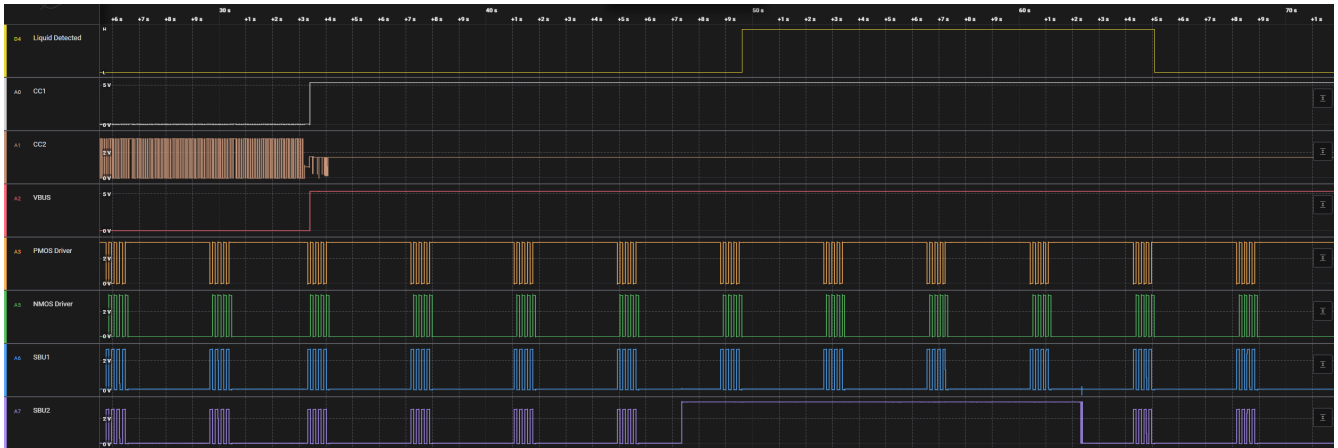 30 s 40 s 50 s 60 s 70 s
+6 s +7 s +8 s +9 s +1 s +2 s +3 s +4 s +5 s +6 s +7 s +8 s +9 s +1 s +2 s +3 s +4 s +5 s +6 s +7 s +8 s +9 s +1 s +2 s +3 s +4 s +5 s +6 s +7 s +8 s +9 s +1 s +2 s +3 s +4 s +5 s +6 s +7 s +8 s +9 s +1 s
D4 Liquid Detected H
L
A0 CC1 5 V
0 V
A1 CC2 2 V
0 V
A2 VBUS 5 V
0 V
PMOS Driver 2 V
0 V
NMOS Driver 2 V
0 V
A6 SBU1 2 V
0 V
A7 SBU2 2 V
0 V